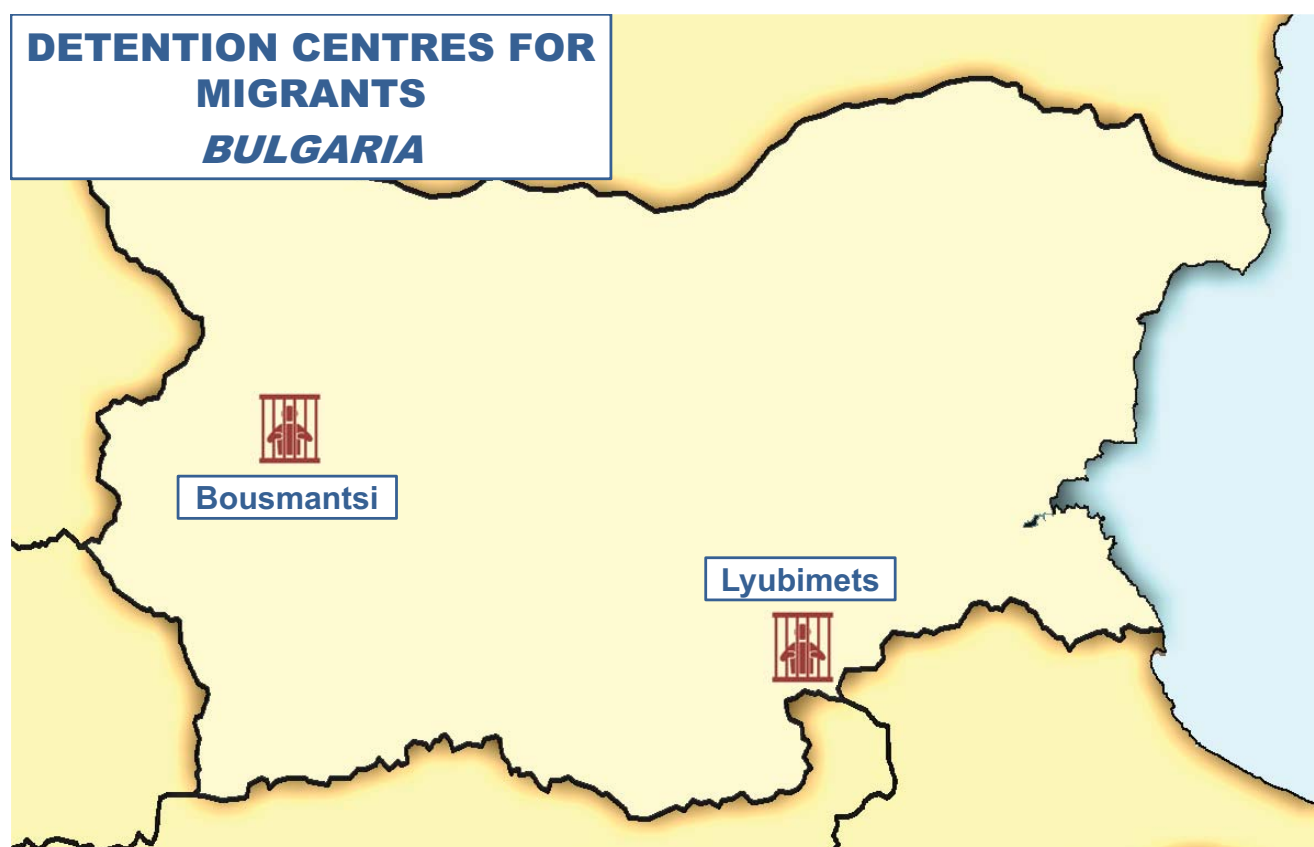 DETENTION CENTRES FOR
MIGRANTS
BULGARIA
Bousmantsi
Lyubimets